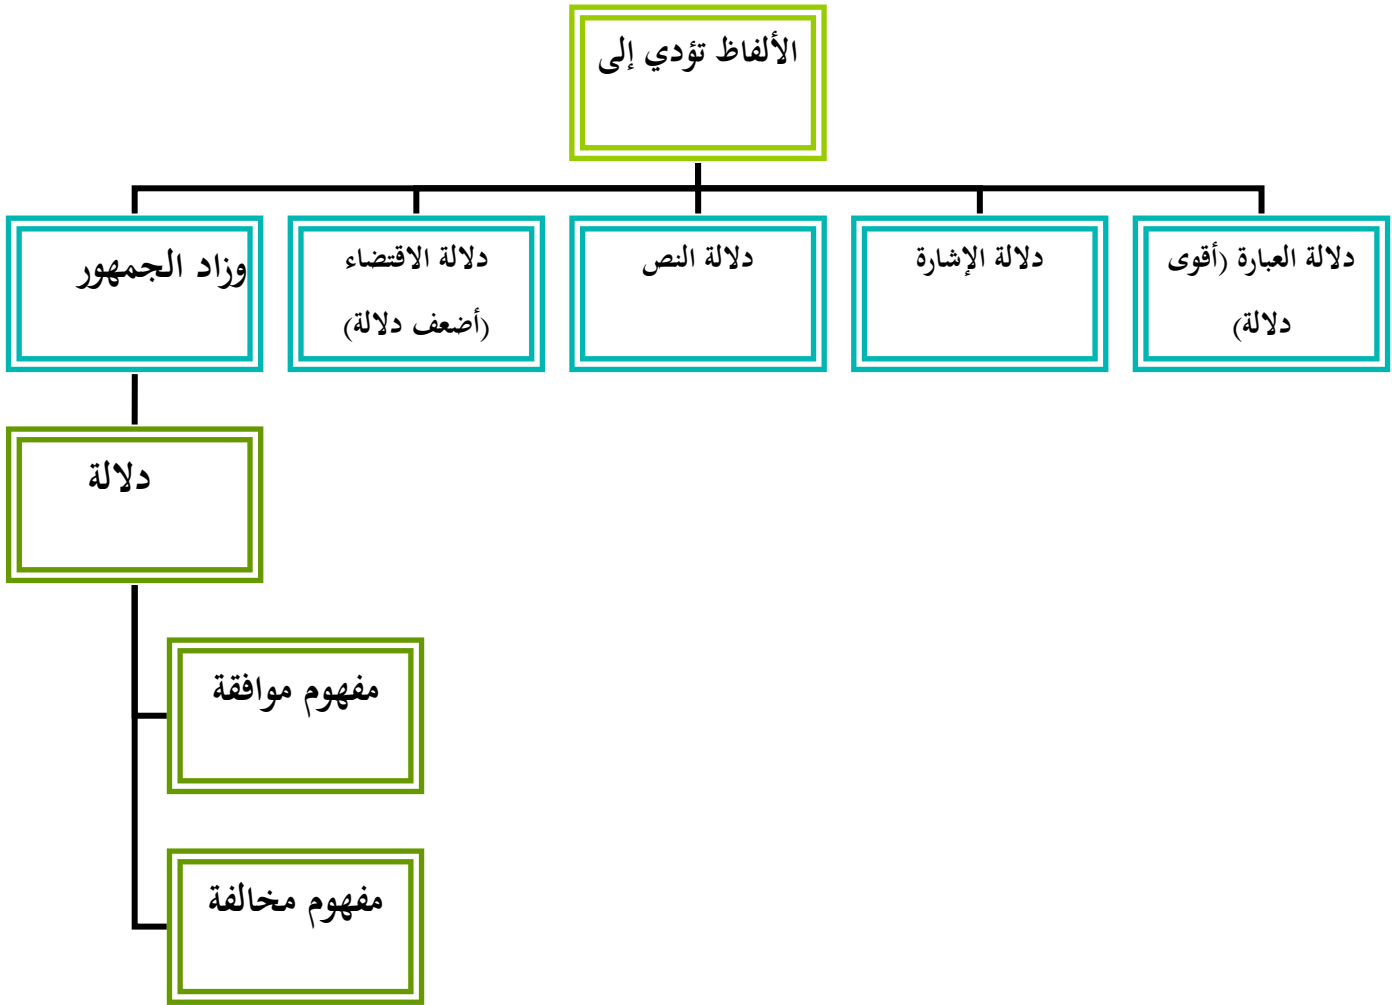 الألفاظ تؤدي إلى
دلالة العبارة (أقوى
دلالة)
دلالة الإشارة
دلالة النص
دلالة الاقتضاء
(أضعف دلالة)
وزاد الجمهور
دلالة
مفهوم موافقة
مفهوم مخالفة